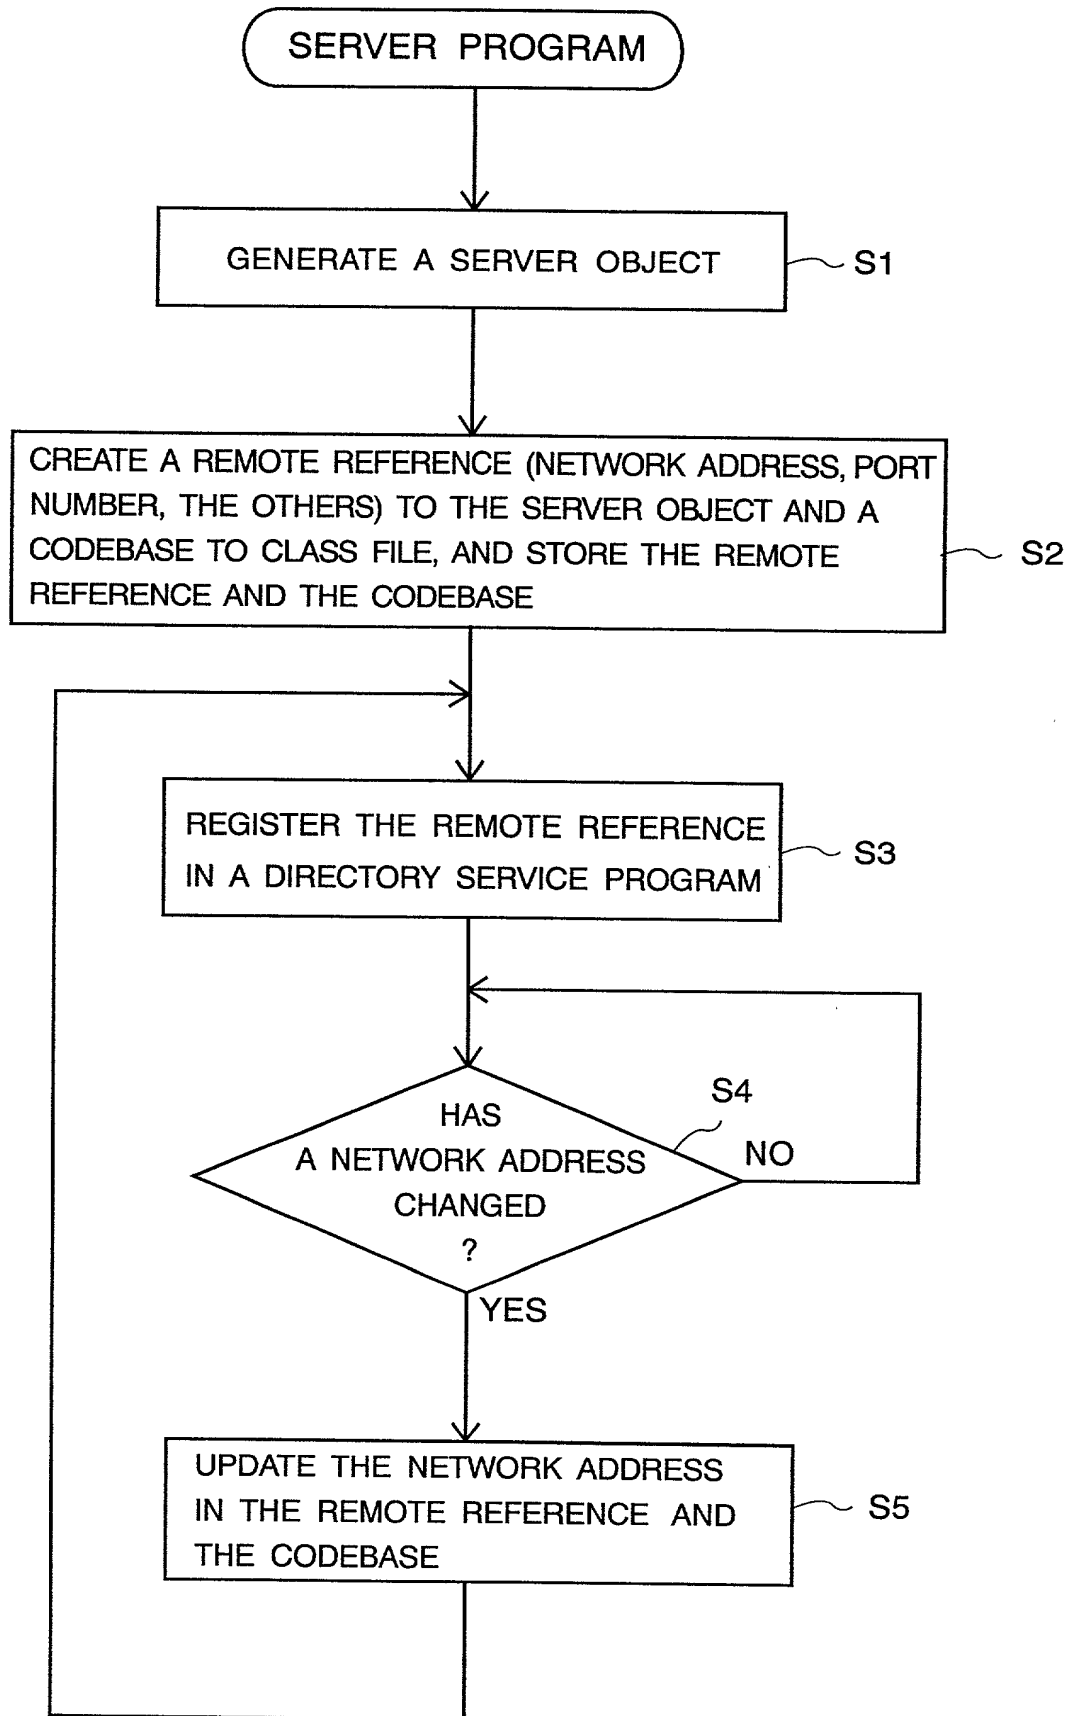 SERVER PROGRAM
GENERATE A SERVER OBJECT
S1
CREATE A REMOTE REFERENCE (NETWORK ADDRESS, PORT
NUMBER, THE OTHERS) TO THE SERVER OBJECT AND A
CODEBASE TO CLASS FILE, AND STORE THE REMOTE
REFERENCE AND THE CODEBASE
S2
REGISTER THE REMOTE REFERENCE
IN A DIRECTORY SERVICE PROGRAM
S3
HAS
A NETWORK ADDRESS
CHANGED
?
S4
NO
YES
UPDATE THE NETWORK ADDRESS
IN THE REMOTE REFERENCE AND
THE CODEBASE
S5